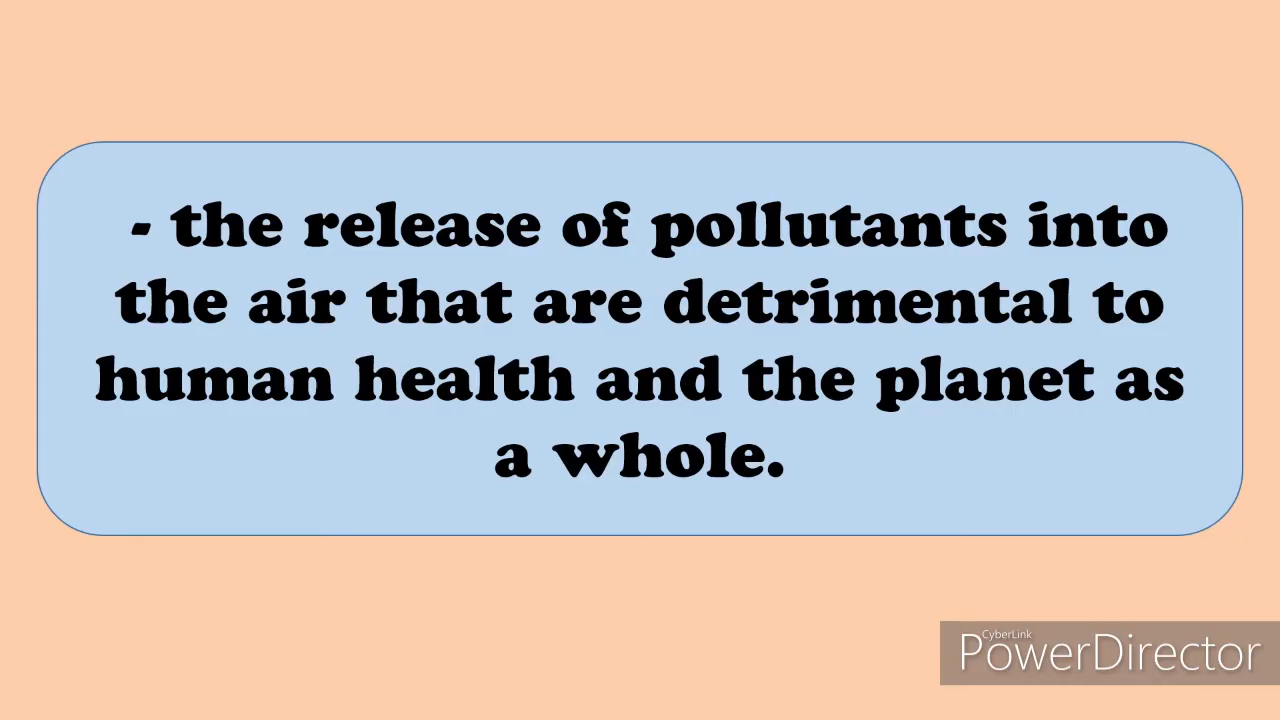 - the release of pollutants into
the air that are detrimental to
human health and the planet as
a whole.
CyberLink
PowerDirector